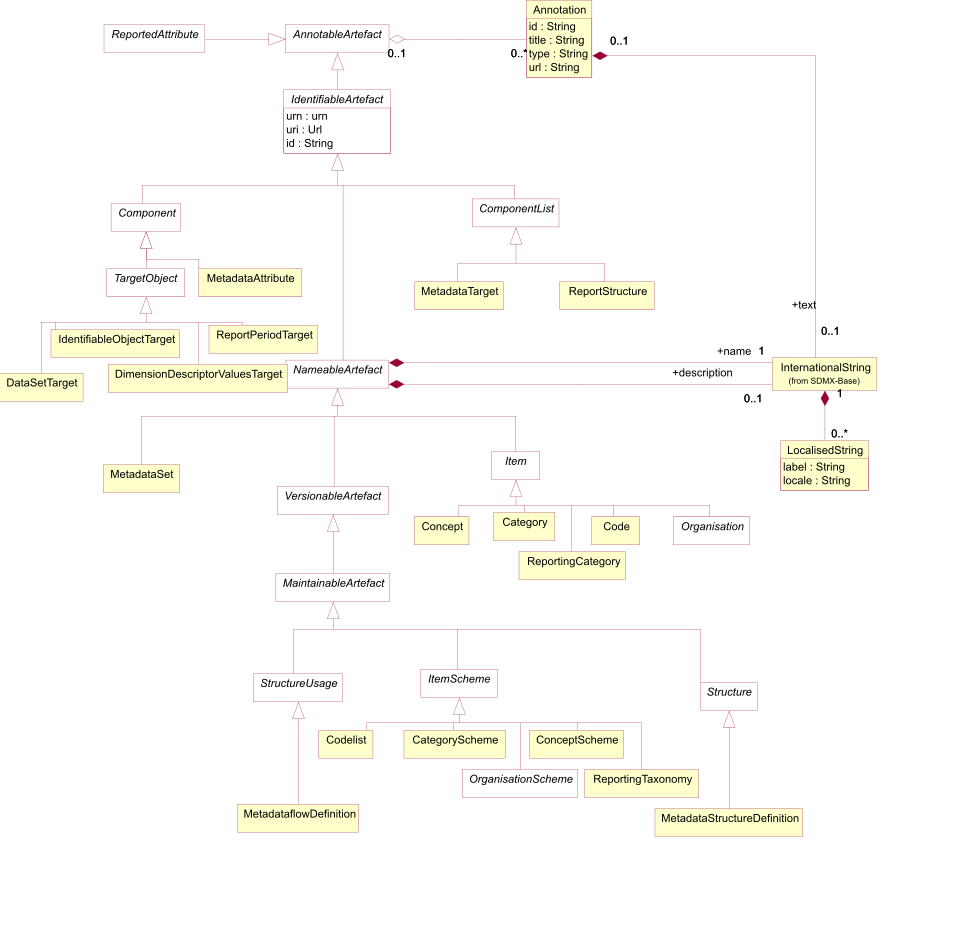 Annotation
id : String
title : String
type : String
url : String
ReportedAttribute
AnnotableArtefact
0..1
0..*
0..1
IdentifiableArtefact
urn : urn
uri : Url
id : String
Component
ComponentList
TargetObject
MetadataAttribute
MetadataTarget
ReportStructure
+text
0..1
IdentifiableObjectTarget
ReportPeriodTarget
DataSetTarget
DimensionDescriptorValuesTarget
NameableArtefact
+name 1
+description
0..1
InternationalString
(from SDMX-Base)
1
0..*
LocalisedString
label : String
locale : String
MetadataSet
Item
VersionableArtefact
Concept
Category
Code
Organisation
ReportingCategory
MaintainableArtefact
StructureUsage
ItemScheme
Structure
Codelist
CategoryScheme
ConceptScheme
OrganisationScheme
ReportingTaxonomy
MetadataflowDefinition
MetadataStructureDefinition